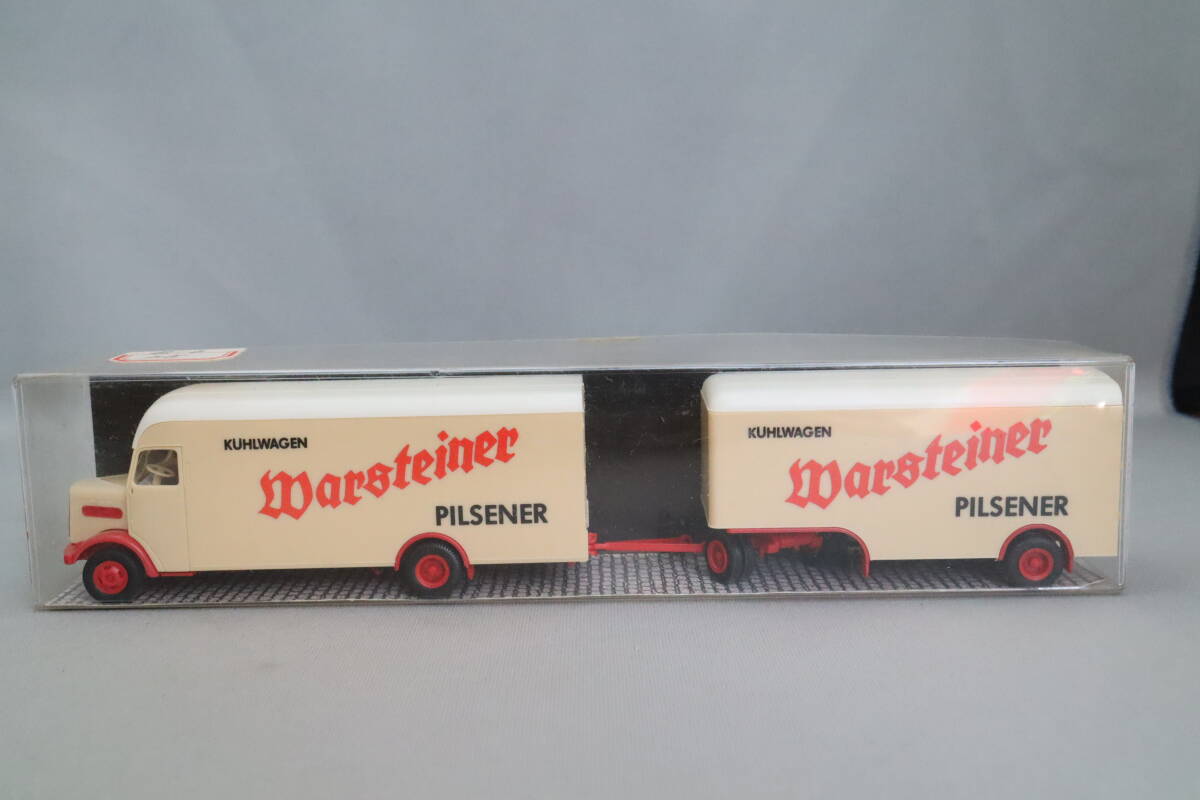 KUHLWAGEN
Warsteiner
PILSENER
KUHLWAGEN
Warsteiner
PILSENER